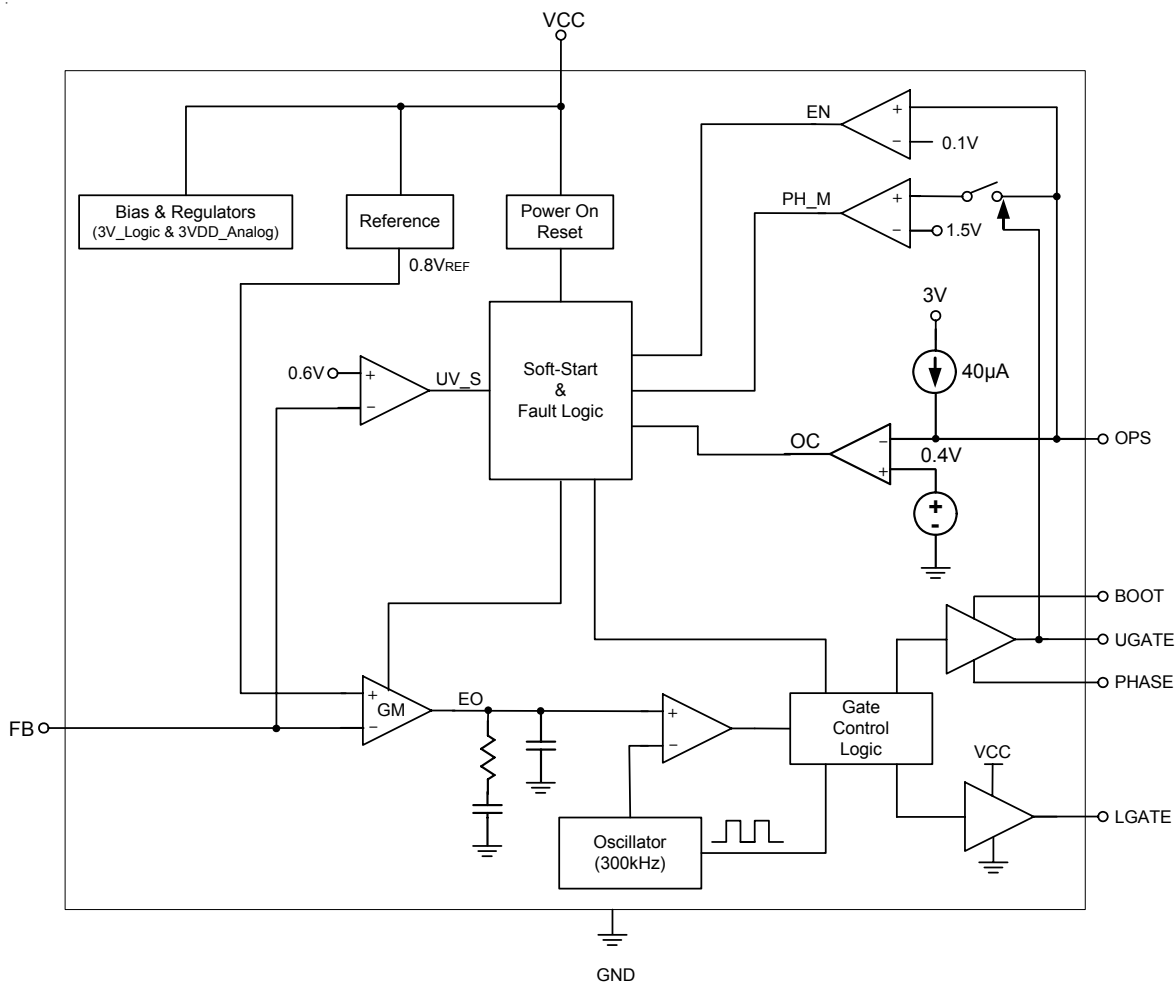 VCC
EN
+
−
0.1V
PH_M
+
−
1.5V
Bias & Regulators
(3V_Logic & 3VDD_Analog)
Reference
Power On
Reset
0.8VREF
3V
40µA
0.6V
+
−
UV_S
Soft-Start
&
Fault Logic
OC
−
+
0.4V
OPS
+
-
BOOT
UGATE
PHASE
FB
+
−
GM
EO
+
−
Gate
Control
Logic
VCC
LGATE
Oscillator
(300kHz)
GND